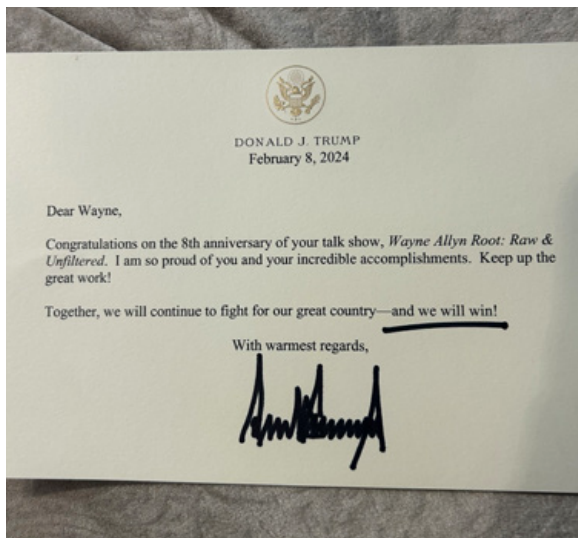 DONALD J. TRUMP
February 8, 2024
Dear Wayne,
Congratulations on the 8th anniversary of your talk show, Wayne Allyn Root: Raw &
Unfiltered. I am so proud of you and your incredible accomplishments. Keep up the
great work!
Together, we will continue to fight for our great country—and we will win!
With warmest regards,